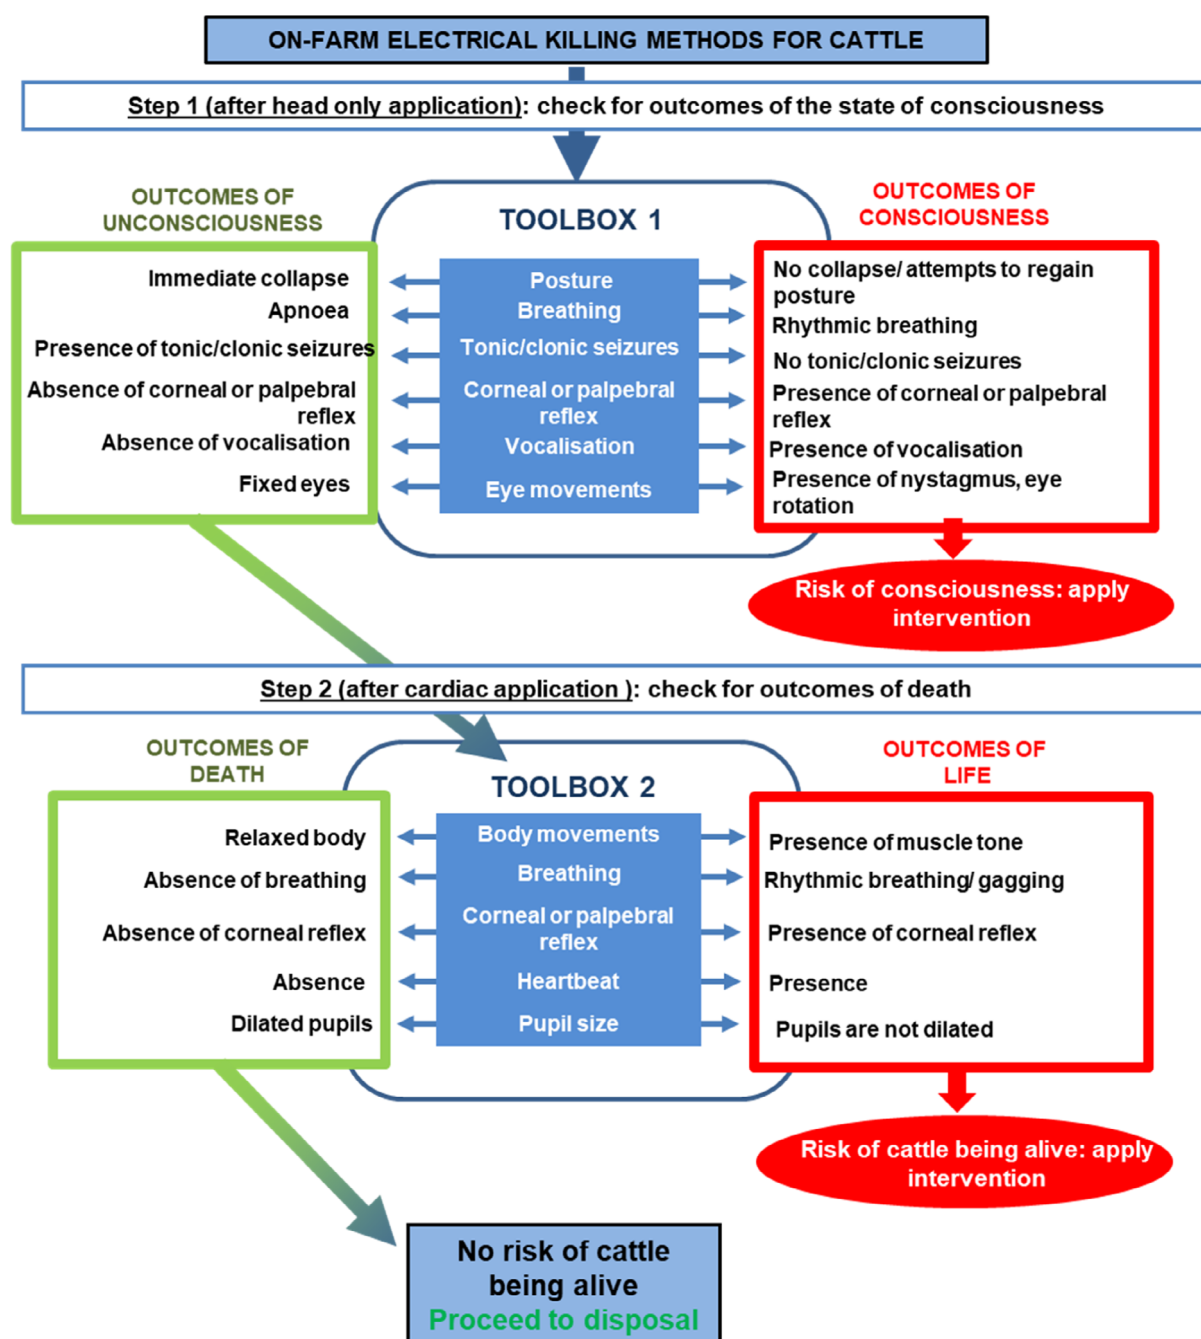 ON-FARM ELECTRICAL KILLING METHODS FOR CATTLE
Step 1 (after head only application): check for outcomes of the state of consciousness
OUTCOMES OF
UNCONSCIOUSNESS
Immediate collapse
Apnoea
Presence of tonic/clonic seizures
Absence of corneal or palpebral
reflex
Absence of vocalisation
Fixed eyes
TOOLBOX 1
Posture
Breathing
Tonic/clonic seizures
Corneal or palpebral
reflex
Vocalisation
Eye movements
OUTCOMES OF
CONSCIOUSNESS
No collapse/ attempts to regain
posture
Rhythmic breathing
No tonic/clonic seizures
Presence of corneal or palpebral
reflex
Presence of vocalisation
Presence of nystagmus, eye
rotation
Risk of consciousness: apply
intervention
Step 2 (after cardiac application ): check for outcomes of death
OUTCOMES OF
DEATH
Relaxed body
Absence of breathing
Absence of corneal reflex
Absence
Dilated pupils
TOOLBOX 2
Body movements
Breathing
Corneal or palpebral
reflex
Heartbeat
Pupil size
OUTCOMES OF
LIFE
Presence of muscle tone
Rhythmic breathing/ gagging
Presence of corneal reflex
Presence
Pupils are not dilated
Risk of cattle being alive: apply
intervention
No risk of cattle
being alive
Proceed to disposal